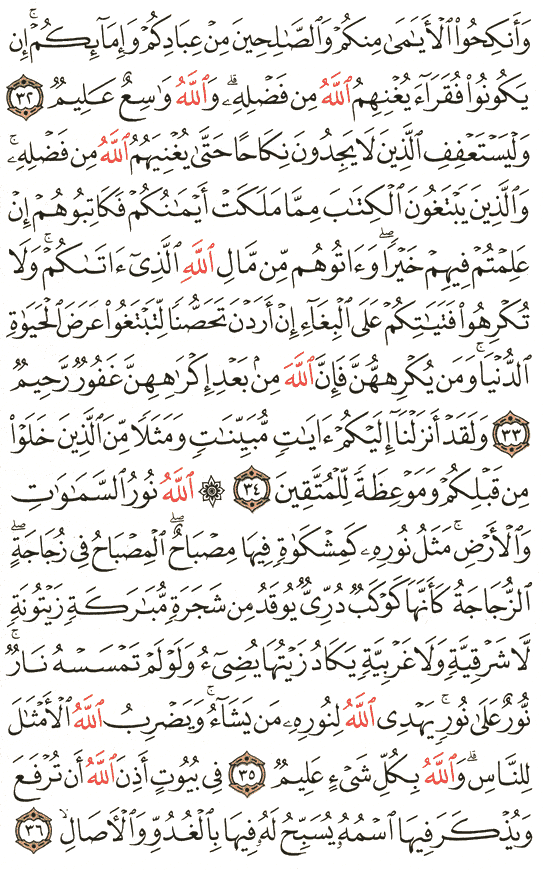 وَأَنكِحُوا۟ ٱلْأَيَـٰمَىٰ مِنكُمْ وَٱلصَّـٰلِحِينَ مِنْ عِبَادِكُمْ وَإِمَآئِكُمْ ۚ إِن
يَكُونُوا۟ فُقَرَآءَ يُغْنِهِمُ ٱللَّهُ مِن فَضْلِهِۦ ۗ وَٱللَّهُ وَٰسِعٌ عَلِيمٌ ٣٢
وَلْيَسْتَعْفِفِ ٱلَّذِينَ لَا يَجِدُونَ نِكَاحًا حَتَّىٰ يُغْنِيَهُمُ ٱللَّهُ مِن فَضْلِهِۦ ۗ
وَٱلَّذِينَ يَبْتَغُونَ ٱلْكِتَـٰبَ مِمَّا مَلَكَتْ أَيْمَـٰنُكُمْ فَكَاتِبُوهُمْ إِنْ
عَلِمْتُمْ فِيهِمْ خَيْرًا ۖ وَءَاتُوهُم مِّن مَّالِ ٱللَّهِ ٱلَّذِىٓ ءَاتَىٰكُمْ ۚ وَلَا
تُكْرِهُوا۟ فَتَيَـٰتِكُمْ عَلَى ٱلْبِغَآءِ إِنْ أَرَدْنَ تَحَصُّنًا لِّتَبْتَغُوا۟ عَرَضَ ٱلْحَيَوٰةِ
ٱلدُّنْيَا ۚ وَمَن يُكْرِههُّنَّ فَإِنَّ ٱللَّهَ مِنۢ بَعْدِ إِكْرَٰهِهِنَّ غَفُورٌ رَّحِيمٌ
٣٣ وَلَقَدْ أَنزَلْنَآ إِلَيْكُمْ ءَايَـٰتٍ مُّبَيِّنَـٰتٍ وَمَثَلًا مِّنَ ٱلَّذِينَ خَلَوْا۟
مِن قَبْلِكُمْ وَمَوْعِظَةً لِّلْمُتَّقِينَ ٣٤ ۞ ٱللَّهُ نُورُ ٱلسَّمَـٰوَٰتِ
وَٱلْأَرْضِ ۚ مَثَلُ نُورِهِۦ كَمِشْكَوٰةٍ فِيهَا مِصْبَاحٌ ۖ ٱلْمِصْبَاحُ فِى زُجَاجَةٍ ۖ
ٱلزُّجَاجَةُ كَأَنَّهَا كَوْكَبٌ دُرِّىٌّ يُوقَدُ مِن شَجَرَةٍ مُّبَـٰرَكَةٍ زَيْتُونَةٍ
لَّا شَرْقِيَّةٍ وَلَا غَرْبِيَّةٍ يَكَادُ زَيْتُهَا يُضِىٓءُ وَلَوْ لَمْ تَمْسَسْهُ نَارٌ ۚ
نُّورٌ عَلَىٰ نُورٍ ۗ يَهْدِى ٱللَّهُ لِنُورِهِۦ مَن يَشَآءُ ۚ وَيَضْرِبُ ٱللَّهُ ٱلْأَمْثَـٰلَ
لِلنَّاسِ ۗ وَٱللَّهُ بِكُلِّ شَىْءٍ عَلِيمٌ ٣٥ فِى بُيُوتٍ أَذِنَ ٱللَّهُ أَن تُرْفَعَ
وَيُذْكَرَ فِيهَا ٱسْمُهُۥ يُسَبِّحُ لَهُۥ فِيهَا بِٱلْغُدُوِّ وَٱلْـَٔاصَالِ ۙ ٣٦